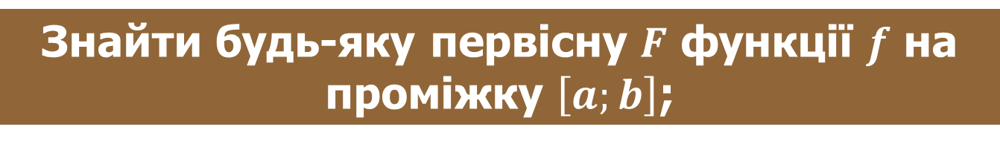 Знайти будь-яку первісну F функції f на
проміжку [a; b];